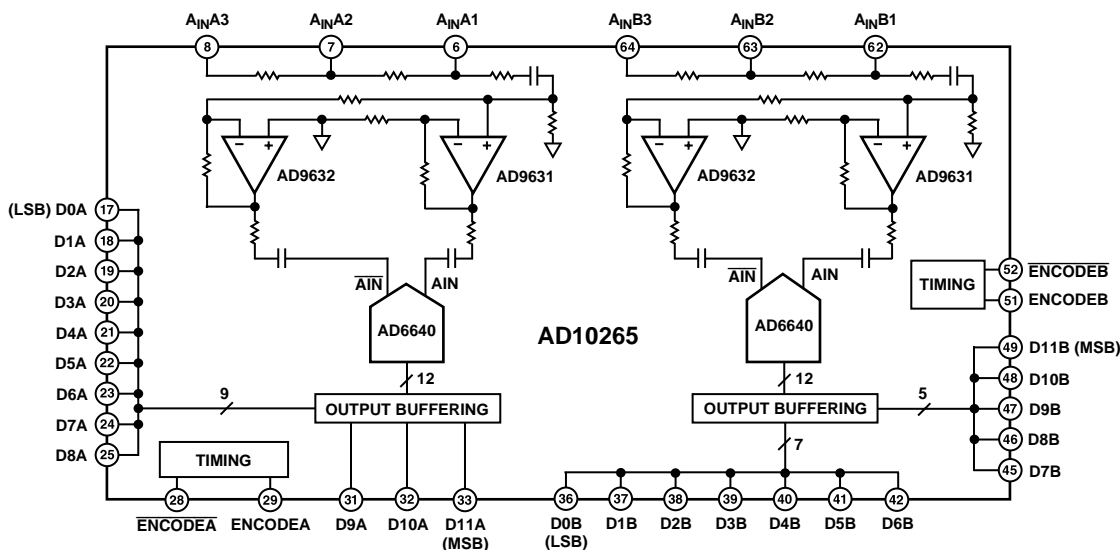 AINA3 AINA2 AINA1 AINB3 AINB2 AINB1
8 7 6 64 63 62
− + − + − + − +
AD9632 AD9631 AD9632 AD9631
(LSB) D0A 17
D1A 18
D2A 19
D3A 20
D4A 21
D5A 22
D6A 23
D7A 24
D8A 25
AIN AIN AIN AIN
AD6640 AD6640
AD10265
12 12
9 OUTPUT BUFFERING OUTPUT BUFFERING 5
7
TIMING
52 ENCODEB
51 ENCODEB
49 D11B (MSB)
48 D10B
47 D9B
46 D8B
45 D7B
TIMING
28 29 31 32 33 36 37 38 39 40 41 42
ENCODEA ENCODEA D9A D10A D11A D0B D1B D2B D3B D4B D5B D6B
(MSB) (LSB)